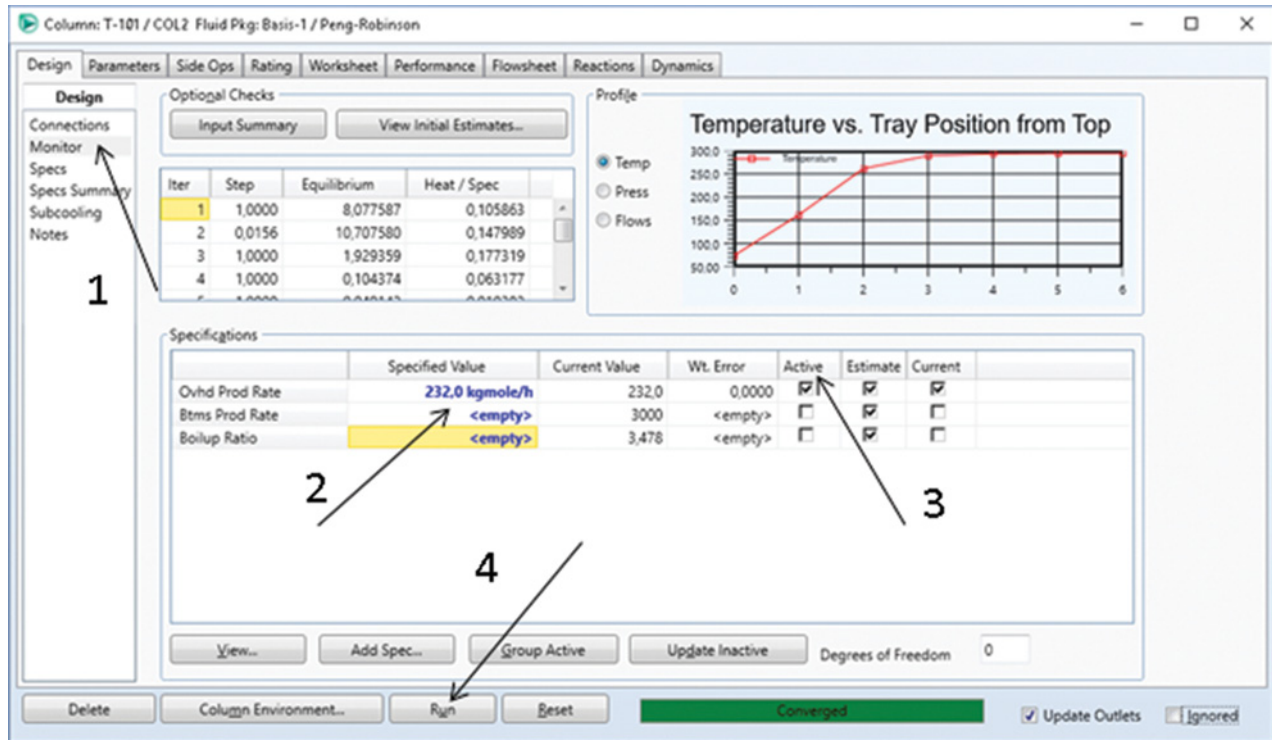 Column: T-101 / COL2 Fluid Pkg: Basis-1 / Peng-Robinson
Design Parameters Side Ops Rating Worksheet Performance Flowsheet Reactions Dynamics
Design
Connections
Monitor
Specs
Specs Summary
Subcooling
Notes
1
Optional Checks
Input Summary View Initial Estimates...
Iter Step Equilibrium Heat / Spec
1 1,0000 8,077587 0,105863
2 0,0156 10,707580 0,147989
3 1,0000 1,929359 0,177319
4 1,0000 0,104374 0,063177
Profile
Temp
Press
Flows
Temperature vs. Tray Position from Top
Temperature
300.0
250.0
200.0
150.0
100.0
50.00
0 1 2 3 4 5 6
Specifications
Specified Value Current Value Wt. Error Active Estimate Current
Ovhd Prod Rate 232,0 kgmole/h 232,0 0,0000
Btms Prod Rate <empty> 3000 <empty>
Boilup Ratio <empty> 3,478 <empty>
2
3
4
View... Add Spec... Group Active Update Inactive Degrees of Freedom 0
Delete Column Environment... Run Reset Converged Update Outlets Ignored